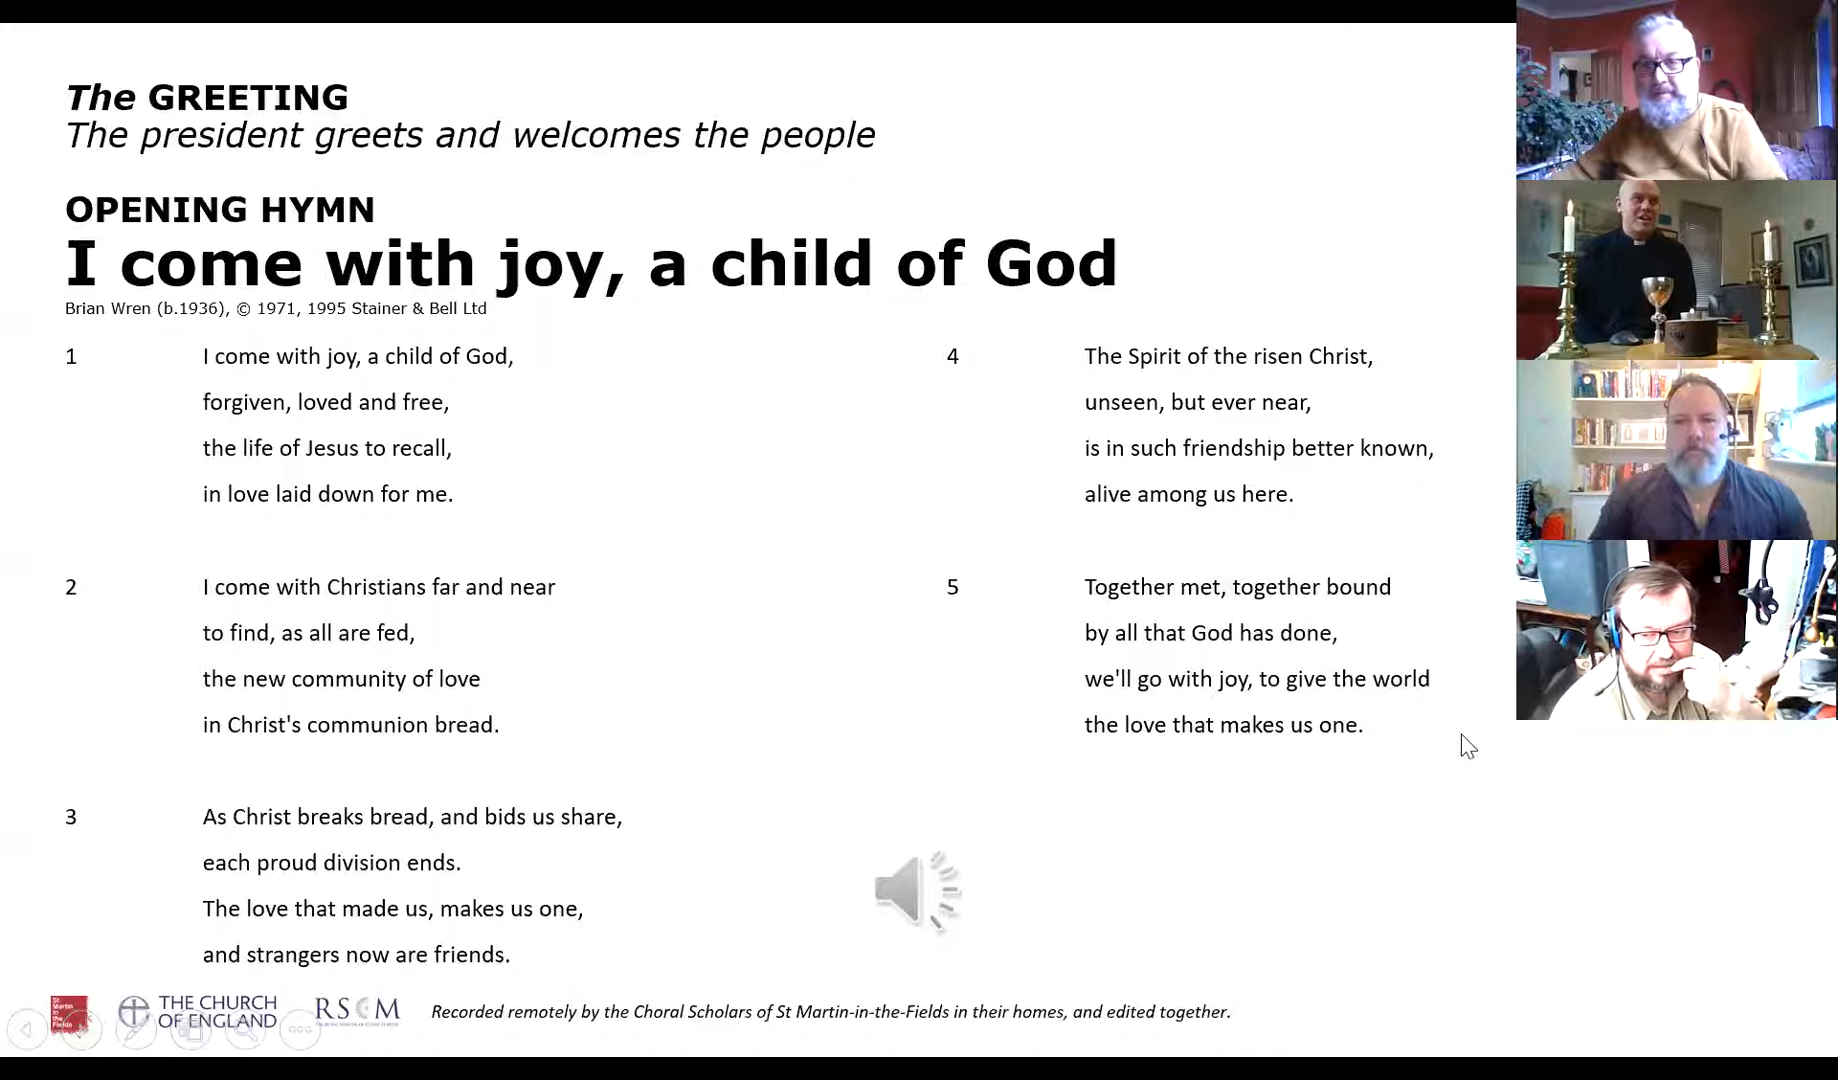 The GREETING
The president greets and welcomes the people
OPENING HYMN
I come with joy, a child of God
Brian Wren (b.1936), © 1971, 1995 Stainer & Bell Ltd
1
I come with joy, a child of God,
forgiven, loved and free,
the life of Jesus to recall,
in love laid down for me.
2
I come with Christians far and near
to find, as all are fed,
the new community of love
in Christ's communion bread.
3
As Christ breaks bread, and bids us share,
each proud division ends.
The love that made us, makes us one,
and strangers now are friends.
4
The Spirit of the risen Christ,
unseen, but ever near,
is in such friendship better known,
alive among us here.
5
Together met, together bound
by all that God has done,
we'll go with joy, to give the world
the love that makes us one.
St
Martin
in the
Fields
THE CHURCH
OF ENGLAND
RSCM
Recorded remotely by the Choral Scholars of St Martin-in-the-Fields in their homes, and edited together.